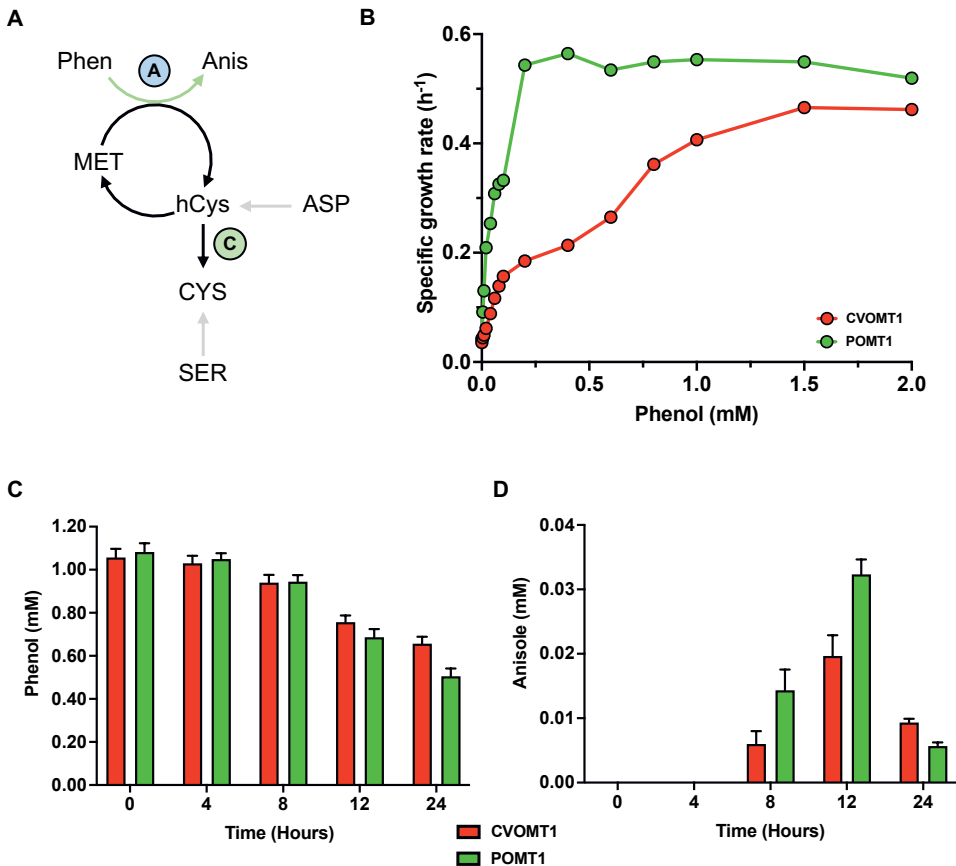 A
Phen
A
Anis
MET
hCys
ASP
C
CYS
SER
B
Specific growth rate (h-1)
0.6
0.4
0.2
0.0
0.0
0.5
1.0
1.5
2.0
Phenol (mM)
CVOMT1
POMT1
C
Phenol (mM)
1.20
1.00
0.80
0.60
0.40
0.20
0.00
0
4
8
12
24
Time (Hours)
D
Anisole (mM)
0.04
0.03
0.02
0.01
0.00
0
4
8
12
24
Time (Hours)
CVOMT1
POMT1